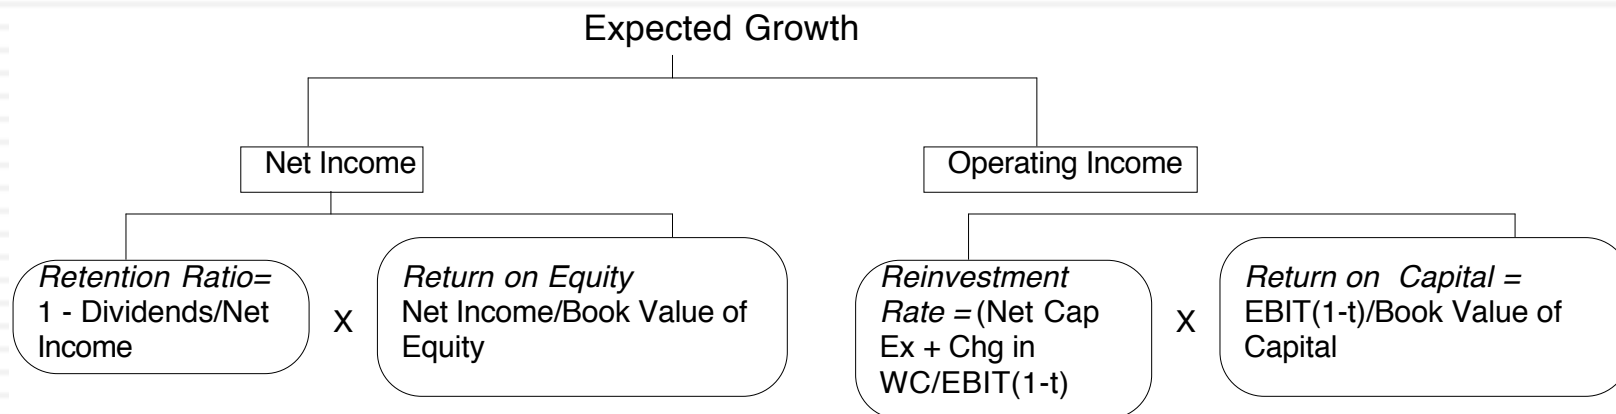 Expected Growth
Net Income
Operating Income
Retention Ratio=
1 - Dividends/Net
Income
X
Return on Equity
Net Income/Book Value of
Equity
Reinvestment
Rate = (Net Cap
Ex + Chg in
WC/EBIT(1-t)
X
Return on Capital =
EBIT(1-t)/Book Value of
Capital